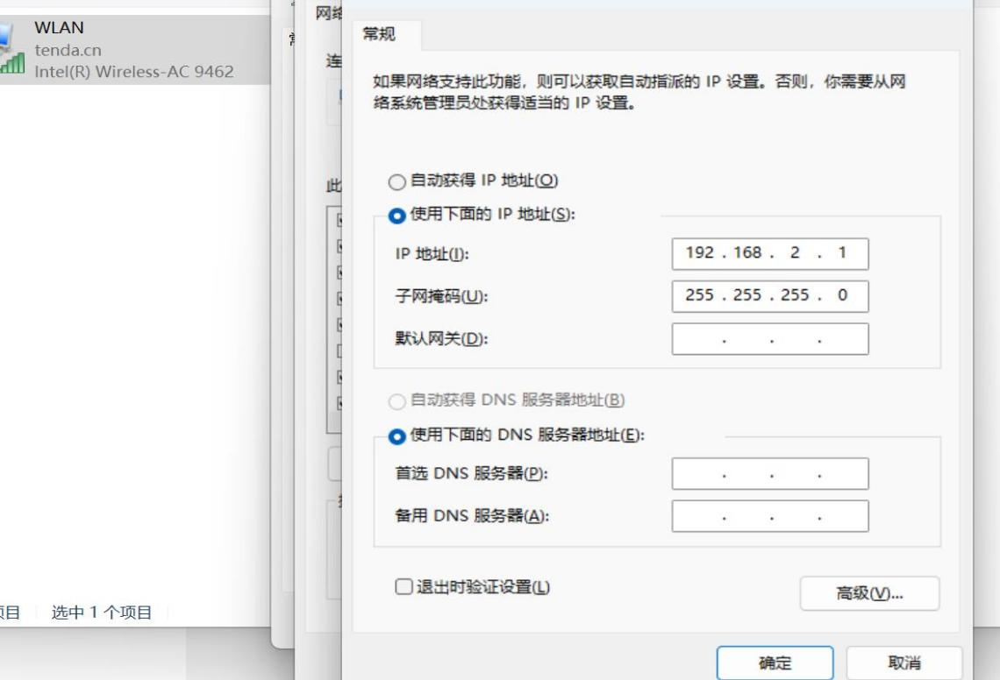 WLAN
tenda.cn
Intel(R) Wireless-AC 9462
网络
连
此
常规
如果网络支持此功能，则可以获取自动指派的 IP 设置。否则，你需要从网
络系统管理员处获得适当的 IP 设置。
自动获得 IP 地址(O)
使用下面的 IP 地址(S):
IP 地址(I):
192 . 168 . 2 . 1
子网掩码(U):
255 . 255 . 255 . 0
默认网关(D):
. . .
自动获得 DNS 服务器地址(B)
使用下面的 DNS 服务器地址(E):
首选 DNS 服务器(P):
. . .
备用 DNS 服务器(A):
. . .
退出时验证设置(L)
高级(V)...
确定
取消
项目
选中 1 个项目